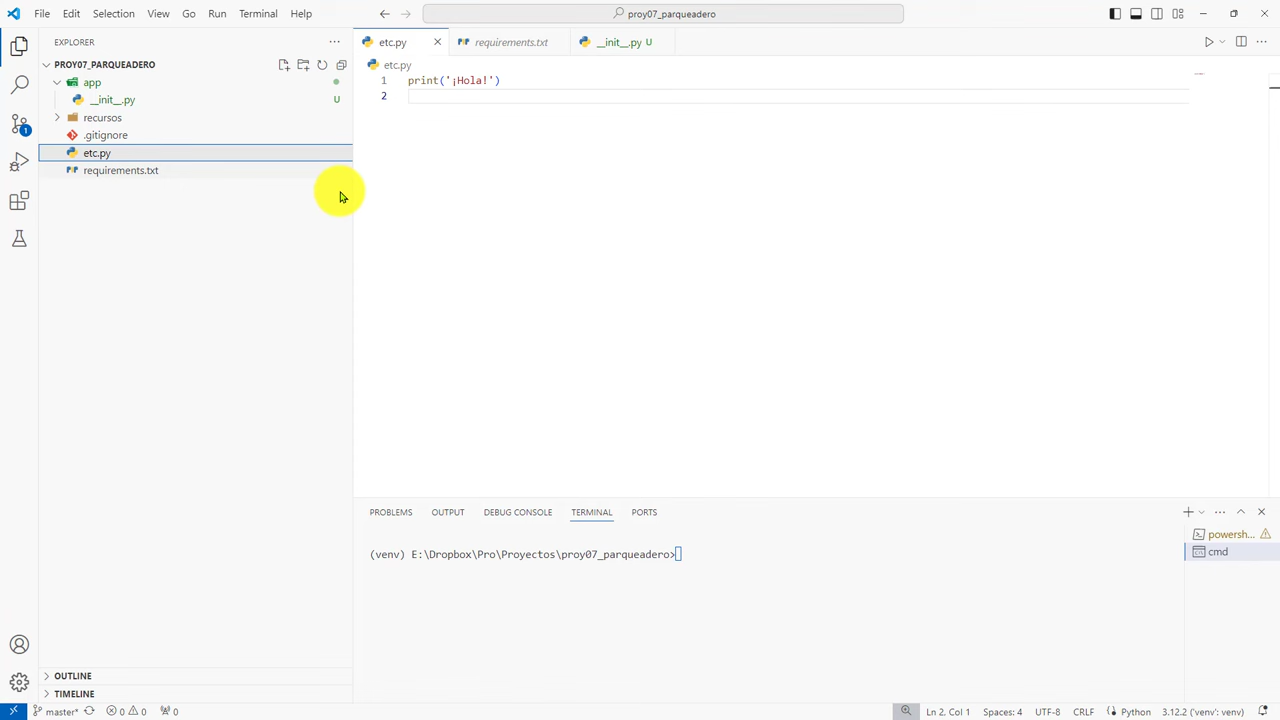 File Edit Selection View Go Run Terminal Help
proy07_parqueadero
EXPLORER
PROY07_PARQUEADERO
app
__init__.py U
recursos
.gitignore
etc.py
requirements.txt
1
OUTLINE
TIMELINE
etc.py requirements.txt __init__.py U
etc.py
1 print('¡Hola!')
2
PROBLEMS OUTPUT DEBUG CONSOLE TERMINAL PORTS
(venv) E:\Dropbox\Pro\Proyectos\proy07_parqueadero>
powersh...
cmd
master* 0 0 0 Ln 2, Col 1 Spaces: 4 UTF-8 CRLF Python 3.12.2 ('venv': venv)